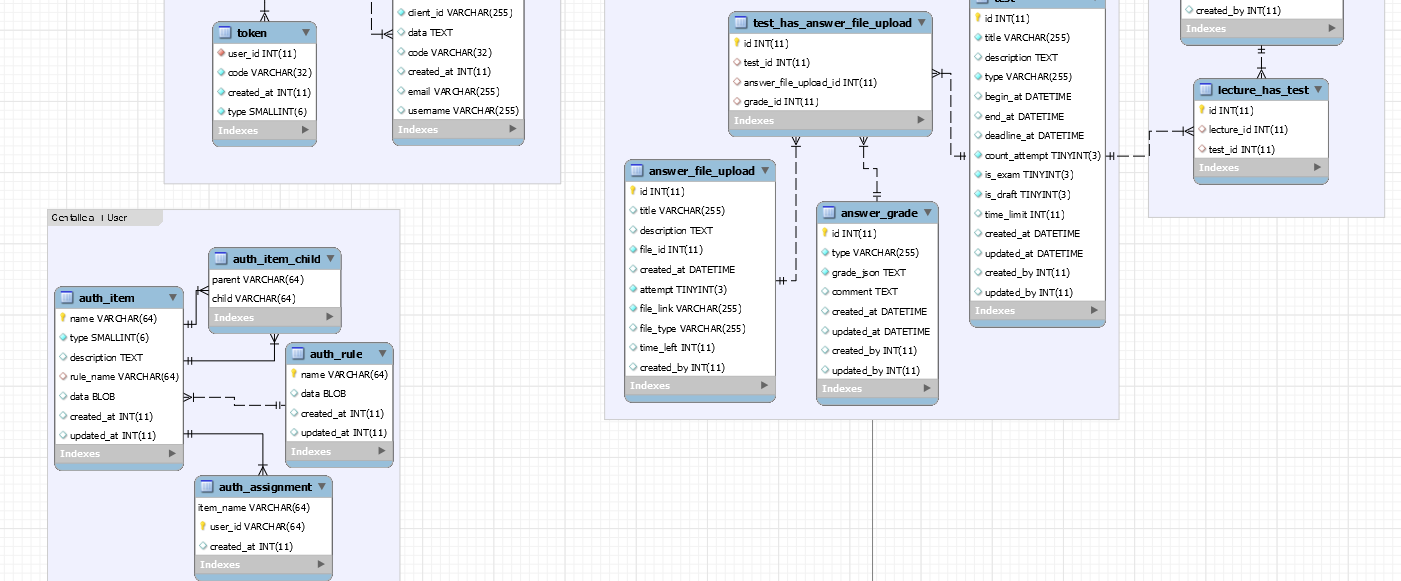 token
user_id INT(11)
code VARCHAR(32)
created_at INT(11)
type SMALLINT(6)
Indexes
client_id VARCHAR(255)
data TEXT
code VARCHAR(32)
created_at INT(11)
email VARCHAR(255)
username VARCHAR(255)
Indexes
test_has_answer_file_upload
id INT(11)
test_id INT(11)
answer_file_upload_id INT(11)
grade_id INT(11)
Indexes
id INT(11)
title VARCHAR(255)
description TEXT
type VARCHAR(255)
begin_at DATETIME
end_at DATETIME
deadline_at DATETIME
count_attempt TINYINT(3)
is_exam TINYINT(3)
is_draft TINYINT(3)
time_limit INT(11)
created_at DATETIME
updated_at DATETIME
created_by INT(11)
updated_by INT(11)
Indexes
created_by INT(11)
Indexes
lecture_has_test
id INT(11)
lecture_id INT(11)
test_id INT(11)
Indexes
answer_file_upload
id INT(11)
title VARCHAR(255)
description TEXT
file_id INT(11)
created_at DATETIME
attempt TINYINT(3)
file_link VARCHAR(255)
file_type VARCHAR(255)
time_left INT(11)
created_by INT(11)
Indexes
answer_grade
id INT(11)
type VARCHAR(255)
grade_json TEXT
comment TEXT
created_at DATETIME
updated_at DATETIME
created_by INT(11)
updated_by INT(11)
Indexes
User
auth_item_child
parent VARCHAR(64)
child VARCHAR(64)
Indexes
auth_item
name VARCHAR(64)
type SMALLINT(6)
description TEXT
rule_name VARCHAR(64)
data BLOB
created_at INT(11)
updated_at INT(11)
Indexes
auth_rule
name VARCHAR(64)
data BLOB
created_at INT(11)
updated_at INT(11)
Indexes
auth_assignment
item_name VARCHAR(64)
user_id VARCHAR(64)
created_at INT(11)
Indexes